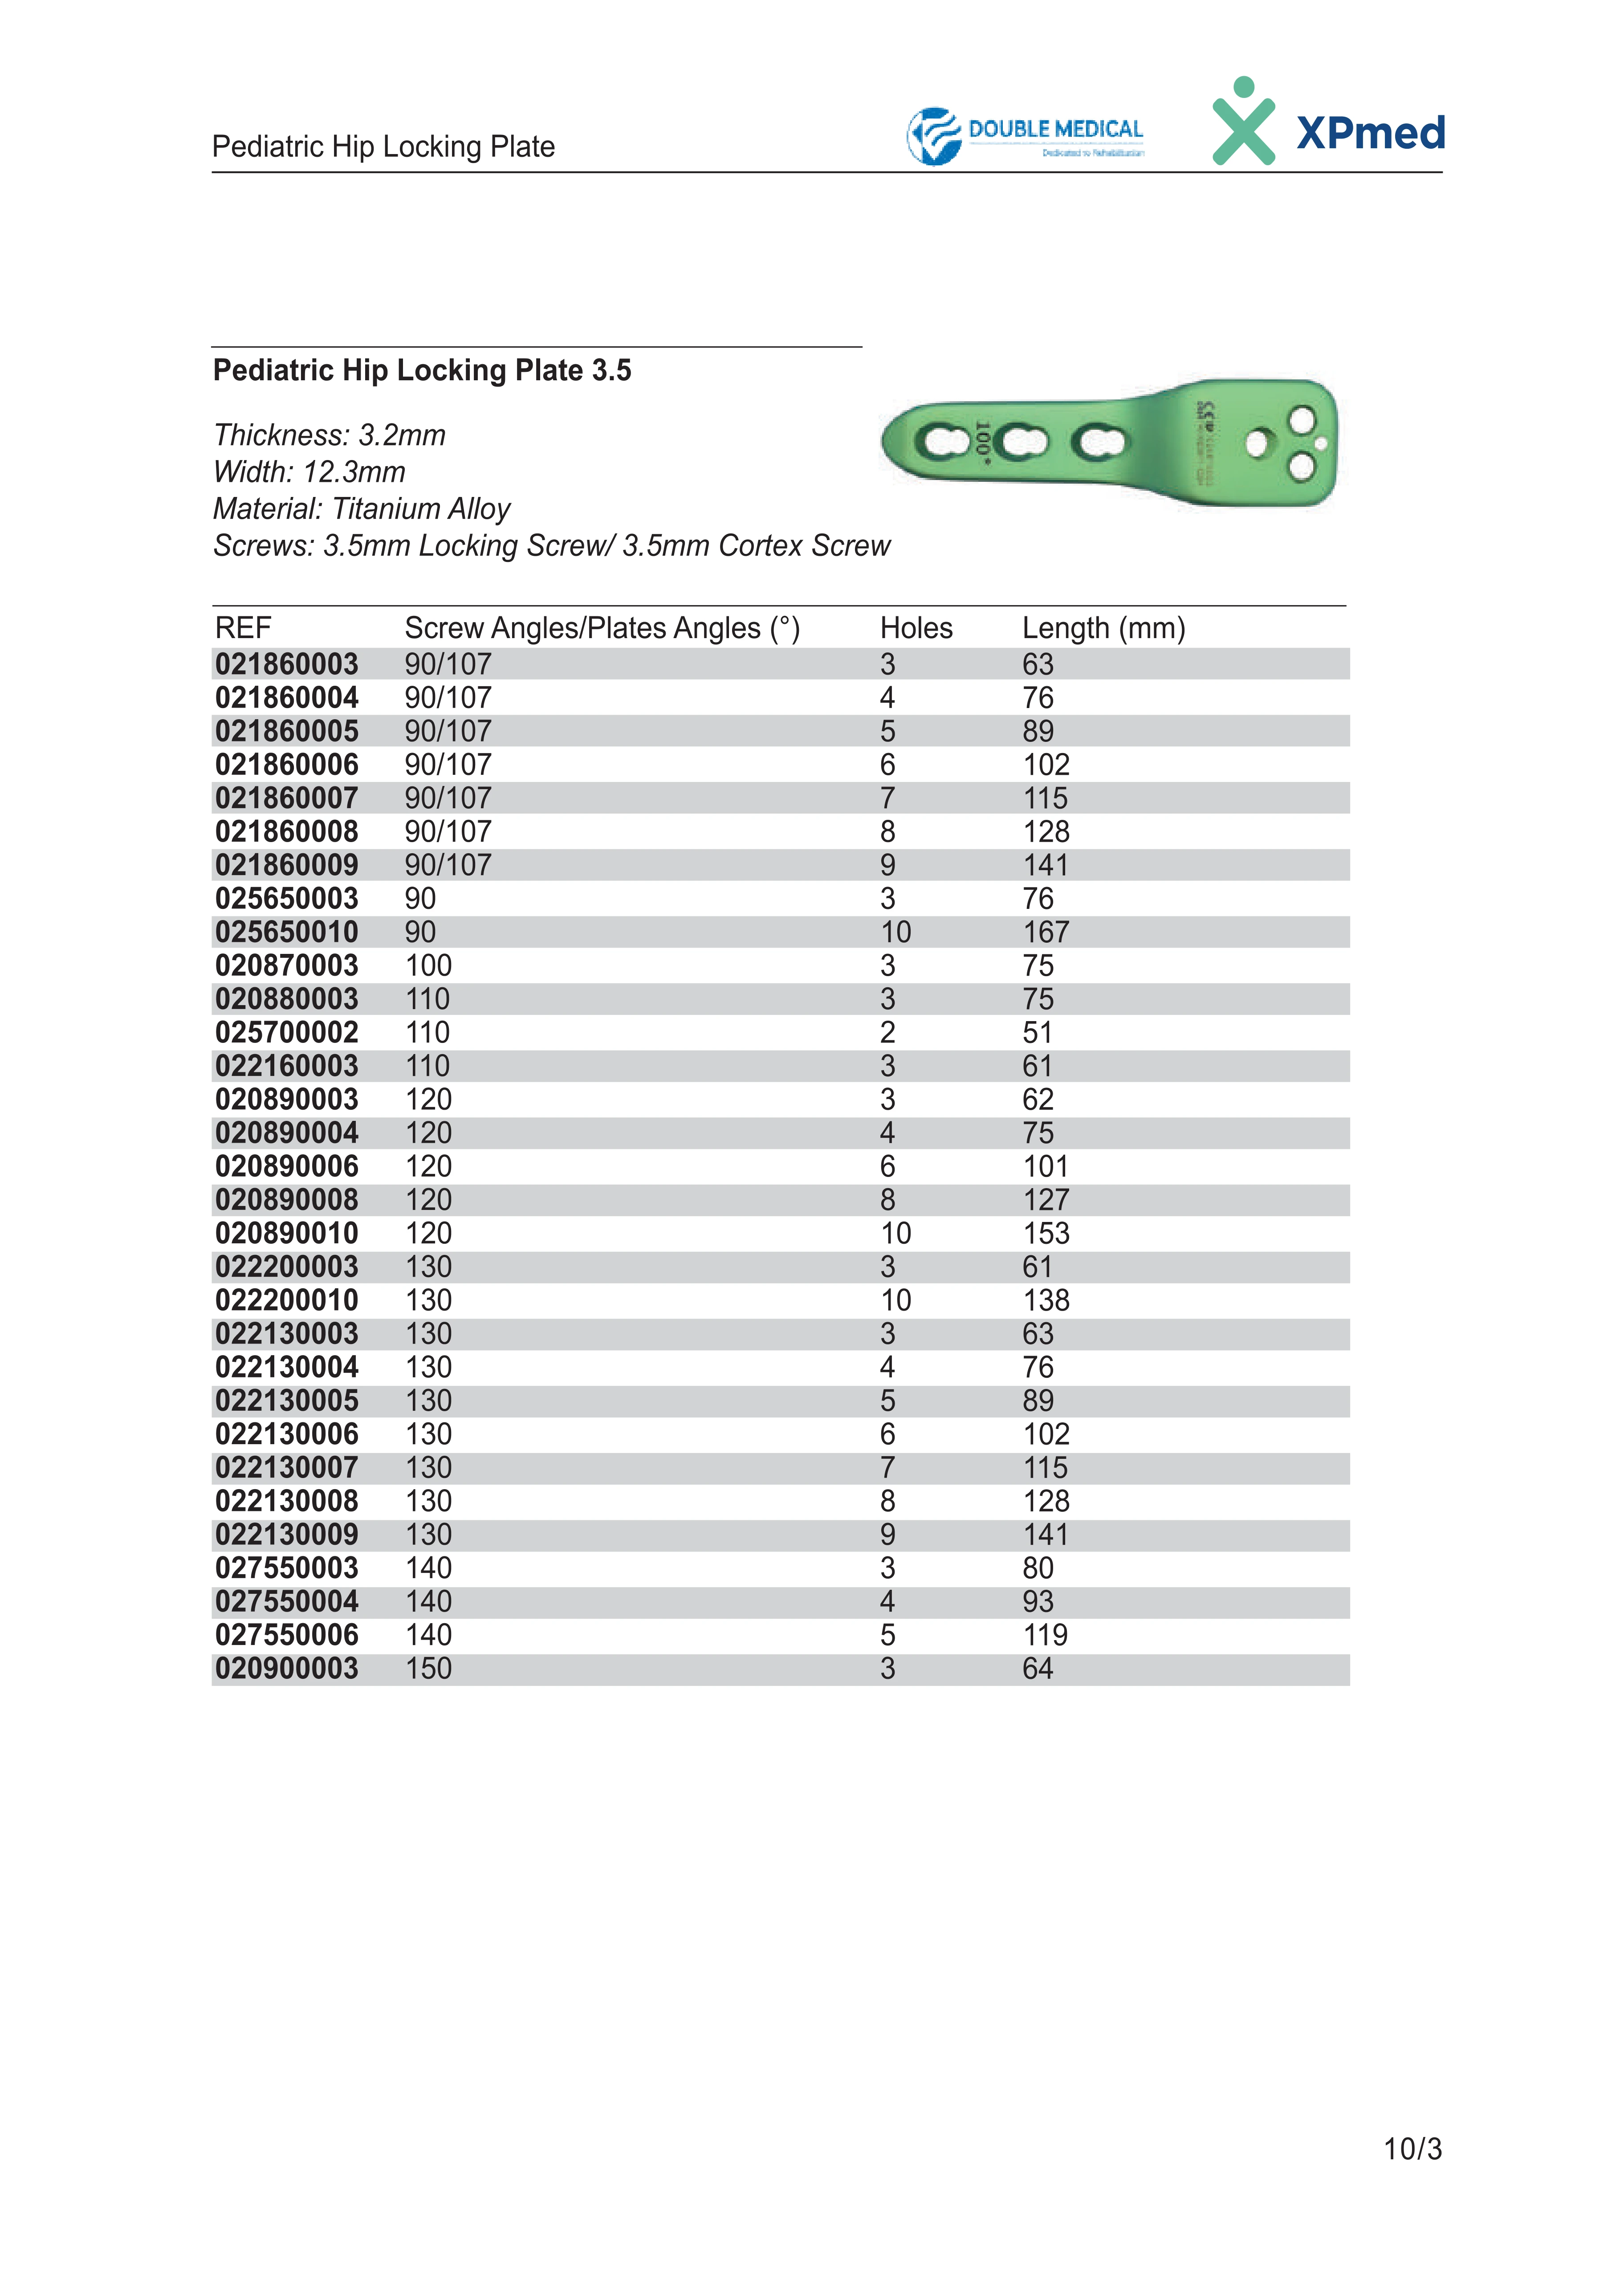 Pediatric Hip Locking Plate
DOUBLE MEDICAL
Dedicated to Rehabilitation
XPmed
Pediatric Hip Locking Plate 3.5
Thickness: 3.2mm
Width: 12.3mm
Material: Titanium Alloy
Screws: 3.5mm Locking Screw/ 3.5mm Cortex Screw
100°
REF Screw Angles/Plates Angles (°) Holes Length (mm)
021860003 90/107 3 63
021860004 90/107 4 76
021860005 90/107 5 89
021860006 90/107 6 102
021860007 90/107 7 115
021860008 90/107 8 128
021860009 90/107 9 141
025650003 90 3 76
025650010 90 10 167
020870003 100 3 75
020880003 110 3 75
025700002 110 2 51
022160003 110 3 61
020890003 120 3 62
020890004 120 4 75
020890006 120 6 101
020890008 120 8 127
020890010 120 10 153
022200003 130 3 61
022200010 130 10 138
022130003 130 3 63
022130004 130 4 76
022130005 130 5 89
022130006 130 6 102
022130007 130 7 115
022130008 130 8 128
022130009 130 9 141
027550003 140 3 80
027550004 140 4 93
027550006 140 5 119
020900003 150 3 64
10/3